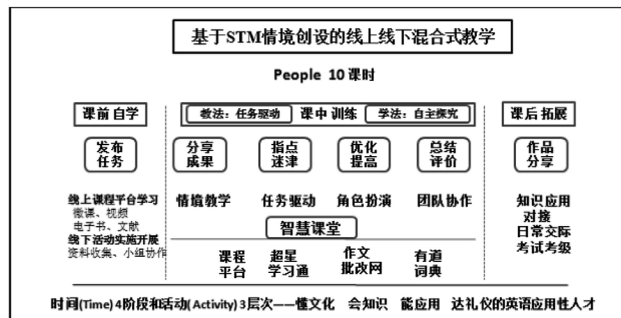 基于STM情境创设的线上线下混合式教学
People 10课时
课前自学
教法：任务驱动
课中训练
学法：自主探究
课后拓展
发布
任务
分享
成果
指点
迷津
优化
提高
总结
评价
作品
分享
线上课程平台学习
微课、视频
电子书、文献
线下活动实施开展
资料收集、小组协作
情境教学
任务驱动
角色扮演
团队协作
智慧课堂
课程
平台
超星
学习通
作文
批改网
有道
词典
知识应用
对接
日常交际
考试考级
时间(Time)4阶段和活动(Activity)3层次——懂文化 会知识 能应用 达礼仪的英语应用性人才